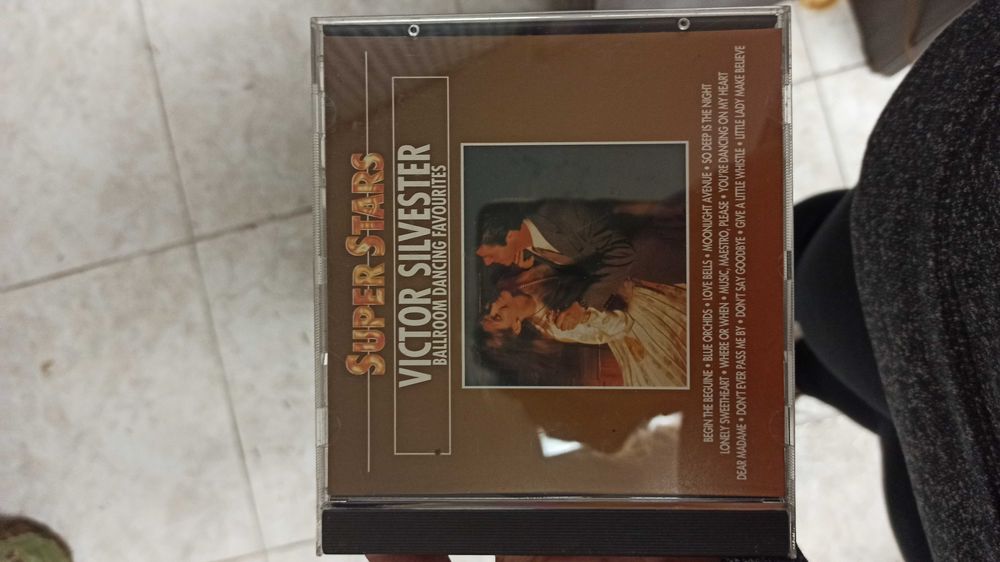 SUPER STARS
VICTOR SILVESTER
BALLROOM DANCING FAVOURITES
BEGIN THE BEGUINE • BLUE ORCHIDS • LOVE BELLS • MOONLIGHT AVENUE • SO DEEP IS THE NIGHT
LONELY SWEETHEART • WHERE OR WHEN • MUSIC, MAESTRO, PLEASE • YOU'RE DANCING ON MY HEART
DEAR MADAME • DON'T EVER PASS ME BY • DON'T SAY GOODBYE • GIVE A LITTLE WHISTLE • LITTLE LADY MAKE BELIEVE